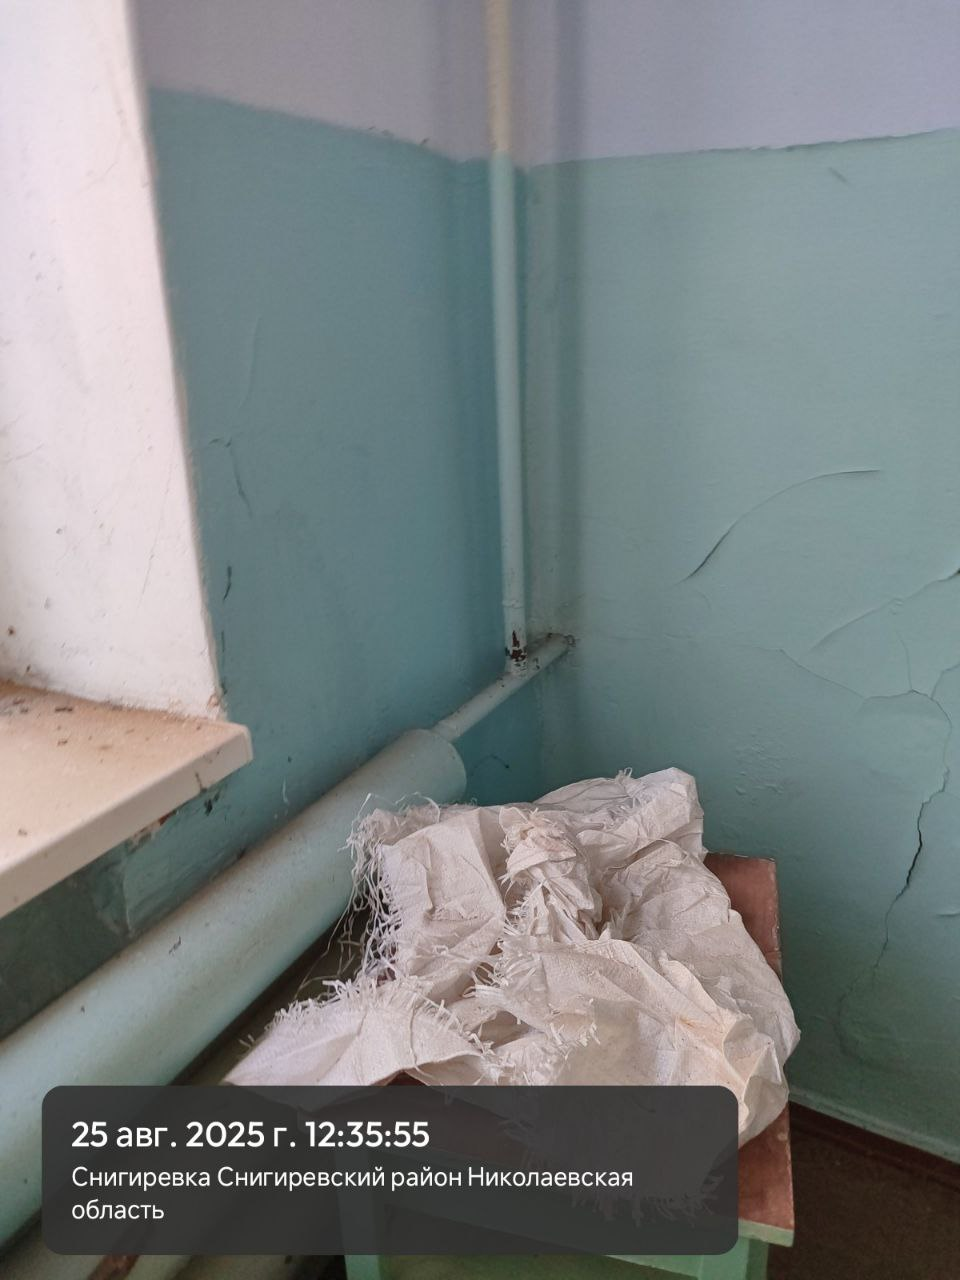 25 авг. 2025 г. 12:35:55
Снигиревка Снигиревский район Николаевская
область